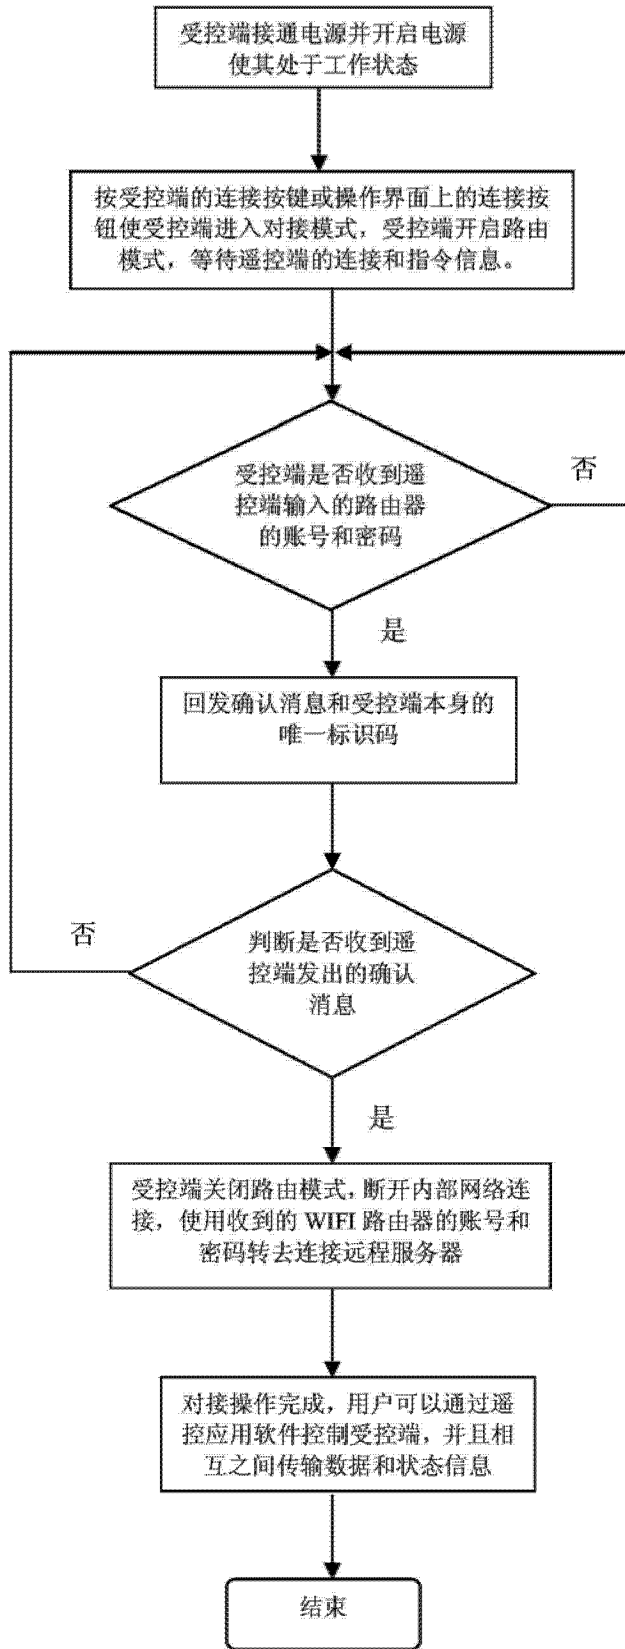 受控端接通电源并开启电源
使其处于工作状态
按受控端的连接按键或操作界面上的连接按
钮使受控端进入对接模式，受控端开启路由
模式，等待遥控端的连接和指令信息。
受控端是否收到遥
控端输入的路由器
的账号和密码
否
是
回发确认消息和受控端本身的
唯一标识码
否
判断是否收到遥
控端发出的确认
消息
是
受控端关闭路由模式，断开内部网络连
接，使用收到的 WIFI 路由器的账号和
密码转去连接远程服务器
对接操作完成，用户可以通过遥
控应用软件控制受控端，并且相
互之间传输数据和状态信息
结束